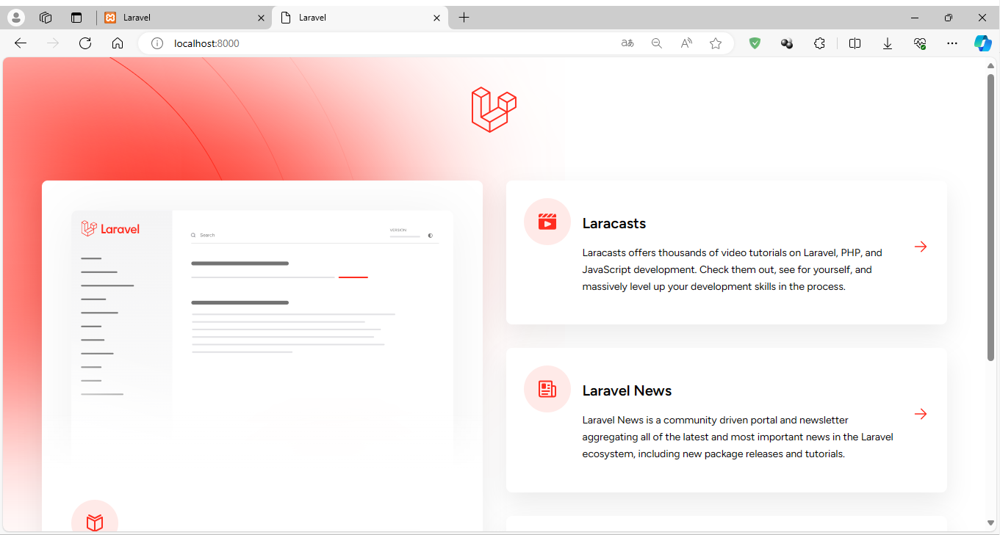 Laravel
Laravel
localhost:8000
aあ
A
Laravel
Search
VERSION
Laracasts
Laracasts offers thousands of video tutorials on Laravel, PHP, and
JavaScript development. Check them out, see for yourself, and
massively level up your development skills in the process.
Laravel News
Laravel News is a community driven portal and newsletter
aggregating all of the latest and most important news in the Laravel
ecosystem, including new package releases and tutorials.